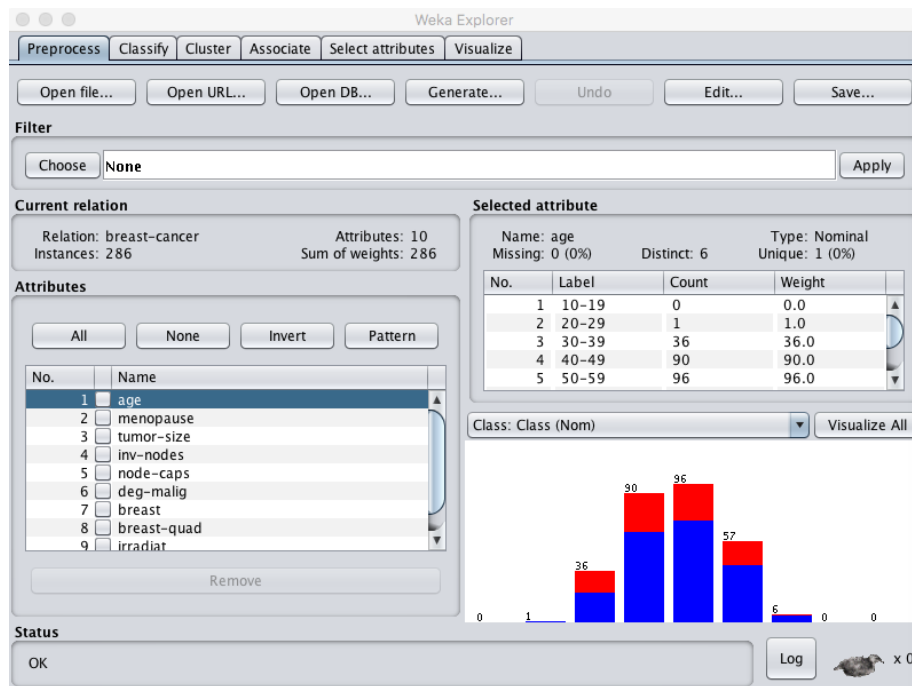 Weka Explorer
Preprocess Classify Cluster Associate Select attributes Visualize
Open file... Open URL... Open DB... Generate... Undo Edit... Save...
Filter
Choose None Apply
Current relation
Relation: breast-cancer Attributes: 10
Instances: 286 Sum of weights: 286
Attributes
All None Invert Pattern
No. Name
1 age
2 menopause
3 tumor-size
4 inv-nodes
5 node-caps
6 deg-malig
7 breast
8 breast-quad
9 irradiat
Remove
Selected attribute
Name: age Type: Nominal
Missing: 0 (0%) Distinct: 6 Unique: 1 (0%)
No. Label Count Weight
1 10-19 0 0.0
2 20-29 1 1.0
3 30-39 36 36.0
4 40-49 90 90.0
5 50-59 96 96.0
Class: Class (Nom) Visualize All
0 1 36 90 96 57 6 0 0
Status
OK Log x 0